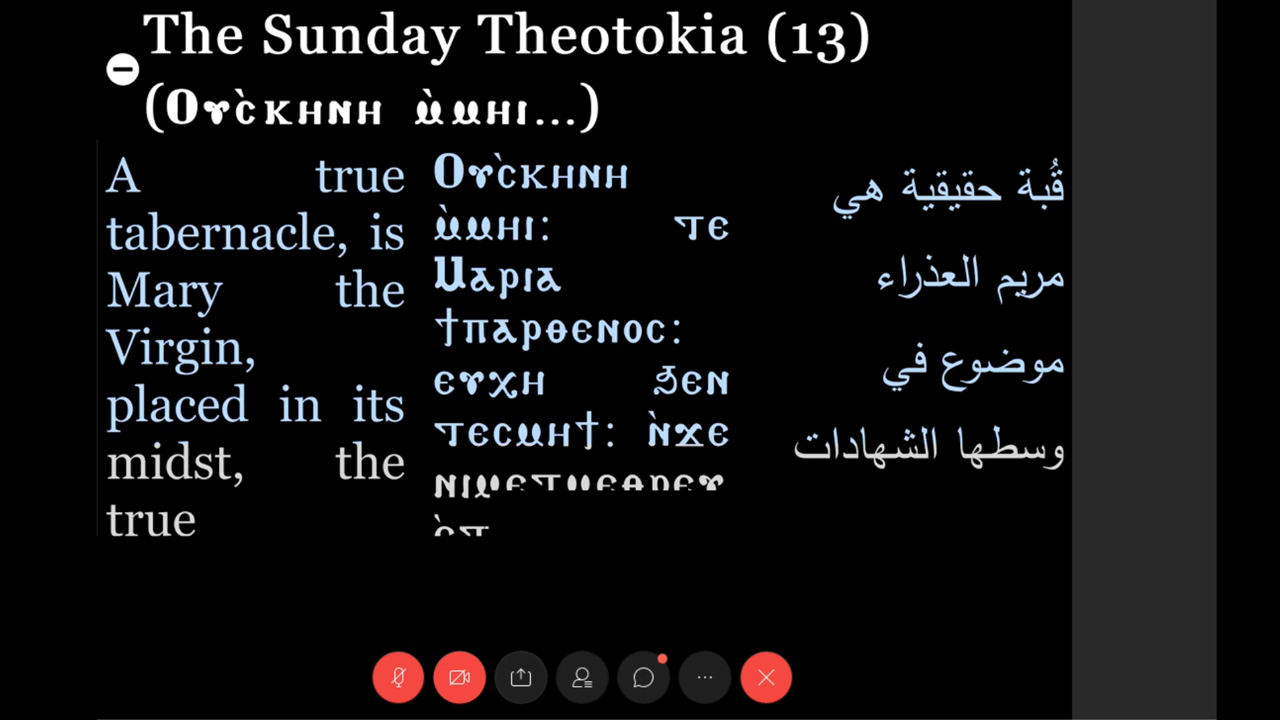 The Sunday Theotokia (13)
(Ⲟⲩⲥ̀ⲕⲏⲛⲏ ⲙ̀ⲙⲏⲓ...)
A true
tabernacle, is
Mary the
Virgin,
placed in its
midst, the
true
Ⲟⲩⲥ̀ⲕⲏⲛⲏ
ⲙ̀ⲙⲏⲓ: ⲧⲉ
Ⲙⲁⲣⲓⲁ
ϯⲡⲁⲣⲑⲉⲛⲟⲥ:
ⲉⲩⲭⲏ ϧⲉⲛ
ⲧⲉⲥⲙⲏϯ: ⲛ̀ϫⲉ
ⲛⲓⲙⲉⲧⲙⲉⲑⲣⲉⲩ
قُبة حقيقية هي
مريم العذراء
موضوع في
وسطها الشهادات